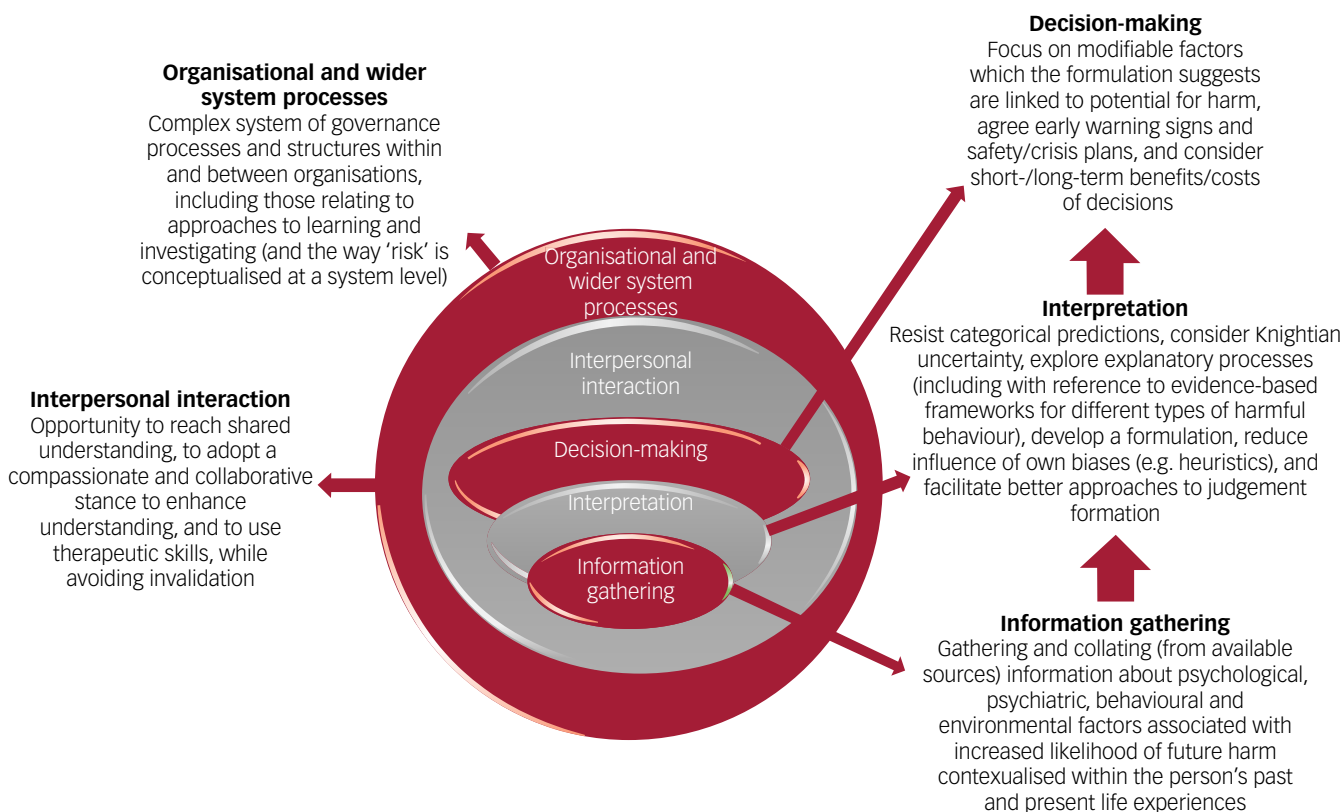 Organisational and wider
system processes
Complex system of governance
processes and structures within
and between organisations,
including those relating to
approaches to learning and
investigating (and the way ‘risk’ is
conceptualised at a system level)
Interpersonal interaction
Opportunity to reach shared
understanding, to adopt a
compassionate and collaborative
stance to enhance
understanding, and to use
therapeutic skills, while
avoiding invalidation
Organisational and
wider system
processes
Interpersonal
interaction
Decision-making
Interpretation
Information
gathering
Decision-making
Focus on modifiable factors
which the formulation suggests
are linked to potential for harm,
agree early warning signs and
safety/crisis plans, and consider
short-/long-term benefits/costs
of decisions
Interpretation
Resist categorical predictions, consider Knightian
uncertainty, explore explanatory processes
(including with reference to evidence-based
frameworks for different types of harmful
behaviour), develop a formulation, reduce
influence of own biases (e.g. heuristics), and
facilitate better approaches to judgement
formation
Information gathering
Gathering and collating (from available
sources) information about psychological,
psychiatric, behavioural and
environmental factors associated with
increased likelihood of future harm
contexualised within the person’s past
and present life experiences